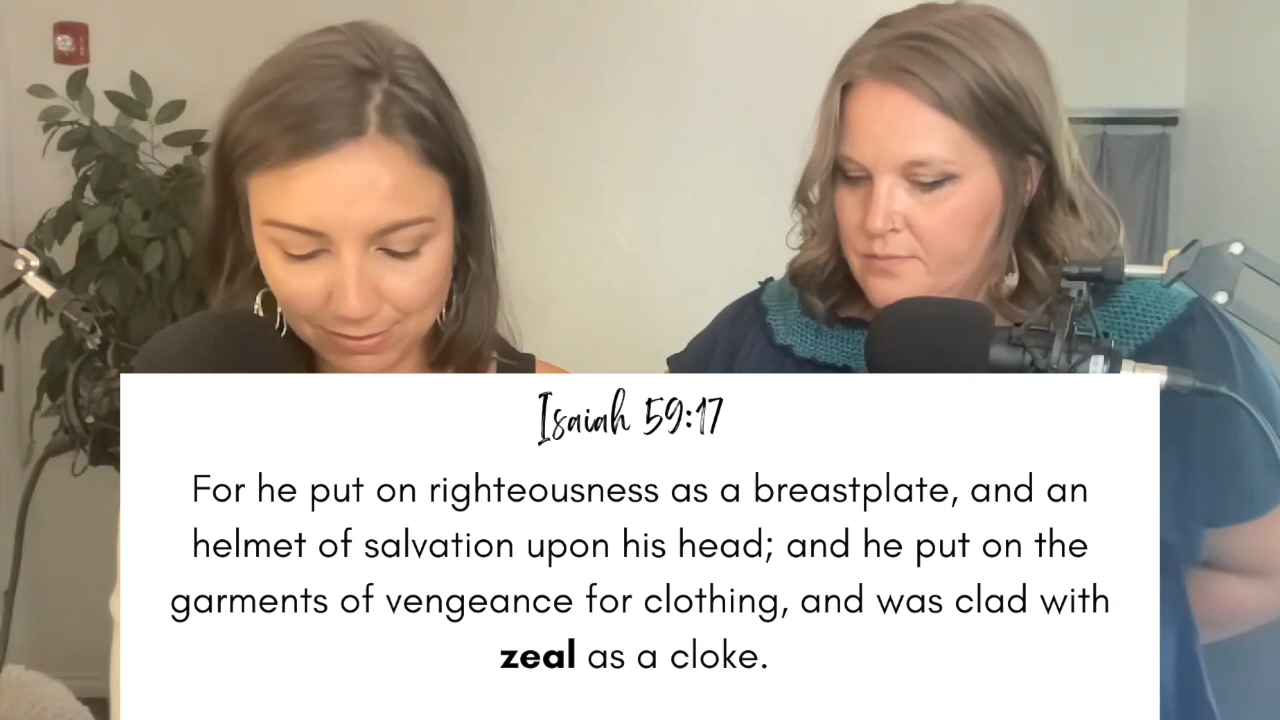 Isaiah 59:17
For he put on righteousness as a breastplate, and an
helmet of salvation upon his head; and he put on the
garments of vengeance for clothing, and was clad with
zeal as a cloke.